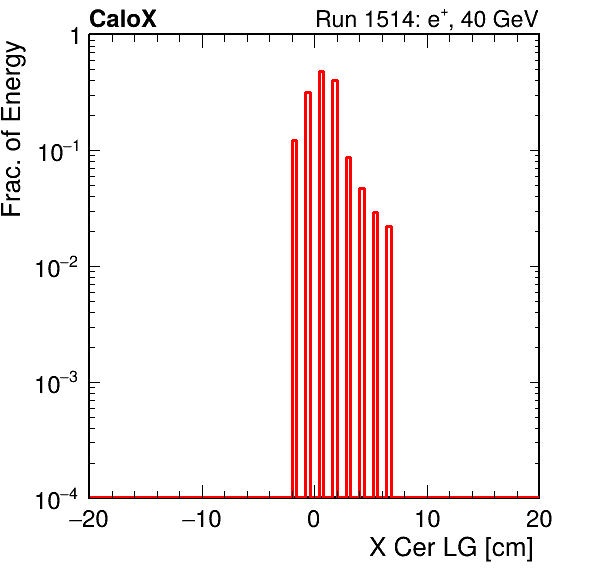 CaloX Run 1514: e⁺, 40 GeV
Frac. of Energy
1
10⁻¹
10⁻²
10⁻³
10⁻⁴
−20 −10 0 10 20
X Cer LG [cm]